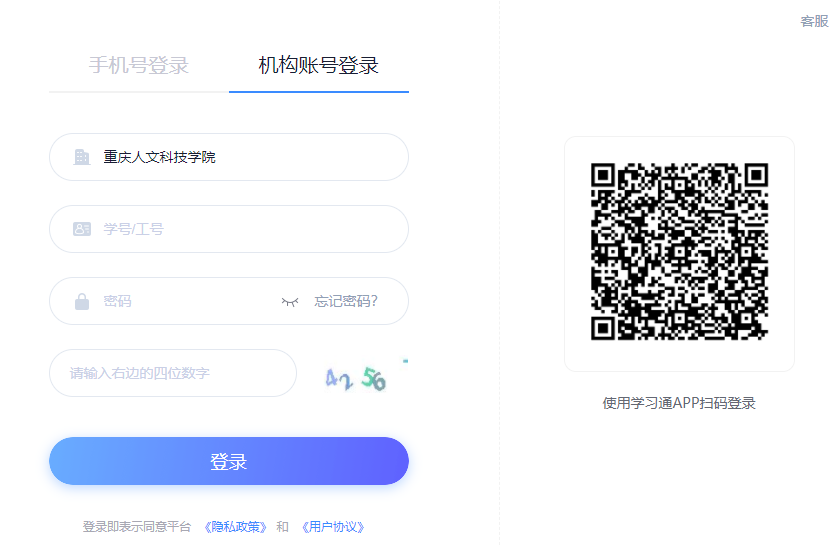 客服
手机号登录 机构账号登录
重庆人文科技学院
学号/工号
密码 忘记密码?
请输入右边的四位数字 4256
登录
登录即表示同意平台 《隐私政策》 和 《用户协议》
使用学习通APP扫码登录